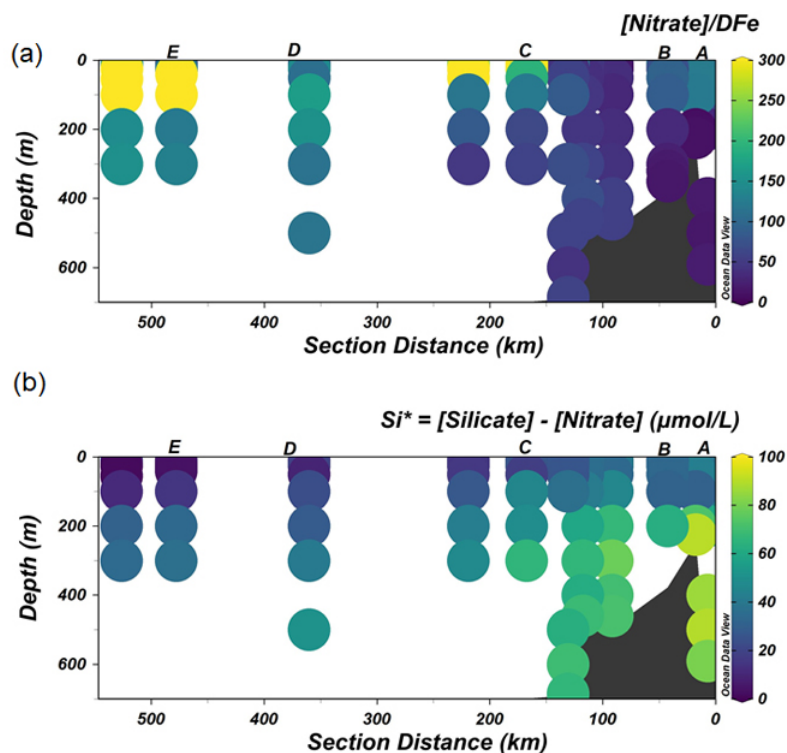 [Nitrate]/DFe
(a)
E D C B A
0 300
200 250
400 200
600 150
100
50
0
Depth (m)
Ocean Data View
500 400 300 200 100 0
Section Distance (km)
(b)
Si* = [Silicate] - [Nitrate] (µmol/L)
E D C B A
0 100
200 80
400 60
600 40
20
0
Depth (m)
Ocean Data View
500 400 300 200 100 0
Section Distance (km)